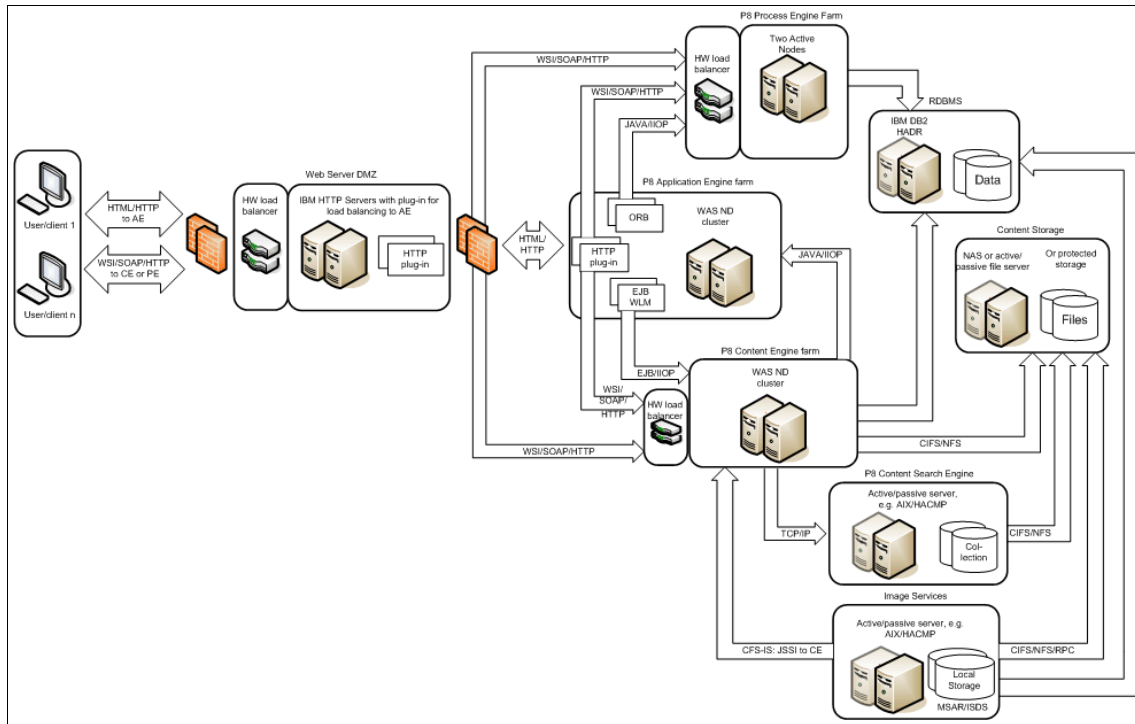 P8 Process Engine Farm
HW load
balancer
Two Active
Nodes
WSI/SOAP/HTTP
WSI/SOAP/HTTP
JAVA/IIOP
RDBMS
IBM DB2
HADR
Data
User/client 1
User/client n
HTML/HTTP
to AE
WSI/SOAP/HTTP
to CE or PE
Web Server DMZ
HW load
balancer
IBM HTTP Servers with plug-in for
load balancing to AE
HTTP
plug-in
HTML/
HTTP
P8 Application Engine farm
ORB
HTTP
plug-in
EJB
WLM
WAS ND
cluster
JAVA/IIOP
Content Storage
NAS or active/
passive file server
Or protected
storage
Files
P8 Content Engine farm
EJB/IIOP
WSI/
SOAP/
HTTP
HW load
balancer
WAS ND
cluster
WSI/SOAP/HTTP
CIFS/NFS
P8 Content Search Engine
Active/passive server,
e.g. AIX/HACMP
TCP/IP
Col-
lection
CIFS/NFS
Image Services
Active/passive server, e.g.
AIX/HACMP
CFS-IS: JSSI to CE
CIFS/NFS/RPC
Local
Storage
MSAR/ISDS